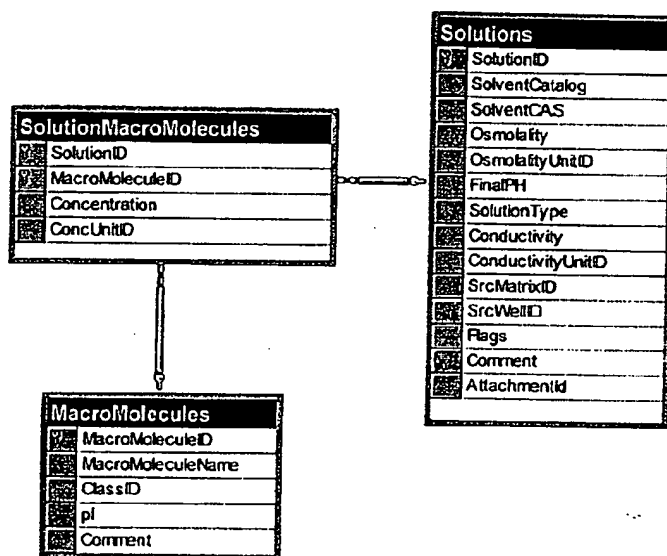 Solutions
SolutionID
SolventCatalog
SolventCAS
Osmolality
OsmolalityUnitID
FinalPH
SolutionType
Conductivity
ConductivityUnitID
SrcMatrixID
SrcWellID
Flags
Comment
AttachmentId
SolutionMacroMolecules
SolutionID
MacroMoleculeID
Concentration
ConcUnitID
MacroMolecules
MacroMoleculeID
MacroMoleculeName
ClassID
pI
Comment